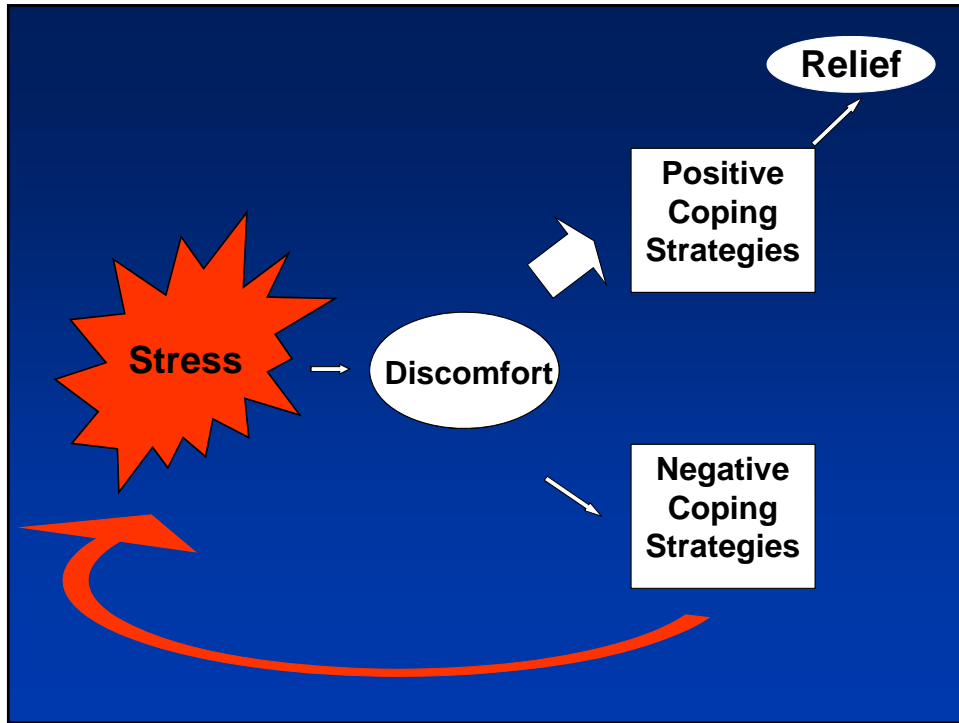 Relief
Positive
Coping
Strategies
Stress
Discomfort
Negative
Coping
Strategies